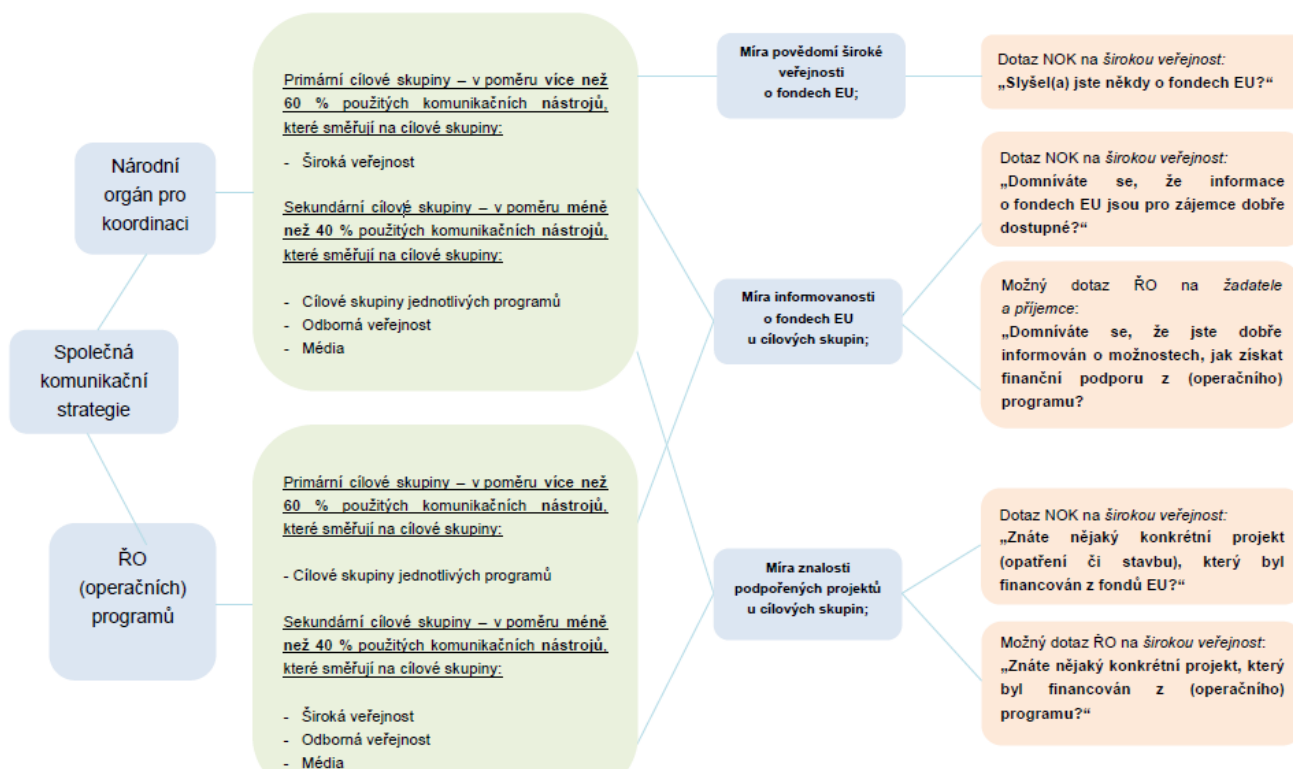 Národní
orgán pro
koordinaci
Společná
komunikační
strategie
ŘO
(operačních)
programů
Primární cílové skupiny – v poměru více než
60 % použitých komunikačních nástrojů,
které směřují na cílové skupiny:
- Široká veřejnost
Sekundární cílové skupiny – v poměru méně
než 40 % použitých komunikačních nástrojů,
které směřují na cílové skupiny:
- Cílové skupiny jednotlivých programů
- Odborná veřejnost
- Média
Primární cílové skupiny – v poměru více než
60 % použitých komunikačních nástrojů,
které směřují na cílové skupiny:
- Cílové skupiny jednotlivých programů
Sekundární cílové skupiny – v poměru méně
než 40 % použitých komunikačních nástrojů,
které směřují na cílové skupiny:
- Široká veřejnost
- Odborná veřejnost
- Média
Míra povědomí široké
veřejnosti
o fondech EU;
Míra informovanosti
o fondech EU
u cílových skupin;
Míra znalosti
podpořených projektů
u cílových skupin;
Dotaz NOK na širokou veřejnost:
„Slyšel(a) jste někdy o fondech EU?“
Dotaz NOK na širokou veřejnost:
„Domníváte se, že informace
o fondech EU jsou pro zájemce dobře
dostupné?“
Možný dotaz ŘO na žadatele
a příjemce:
„Domníváte se, že jste dobře
informován o možnostech, jak získat
finanční podporu z (operačního)
programu?
Dotaz NOK na širokou veřejnost:
„Znáte nějaký konkrétní projekt
(opatření či stavbu), který byl
financován z fondů EU?“
Možný dotaz ŘO na širokou veřejnost:
„Znáte nějaký konkrétní projekt, který
byl financován z (operačního)
programu?“